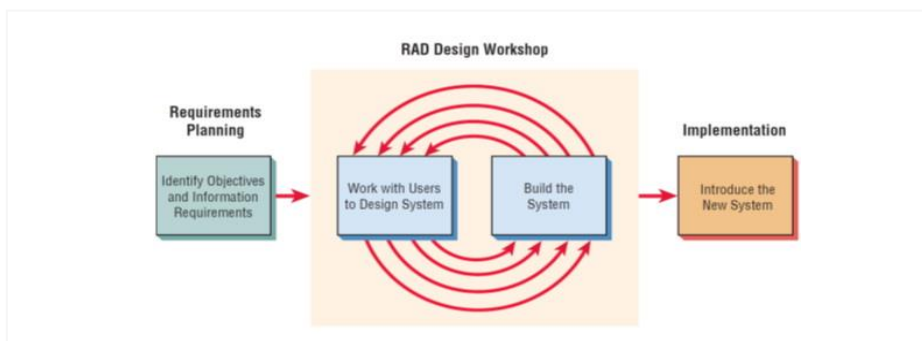 RAD Design Workshop
Requirements
Planning
Identify Objectives
and Information
Requirements
Work with Users
to Design System
Build the
System
Implementation
Introduce the
New System